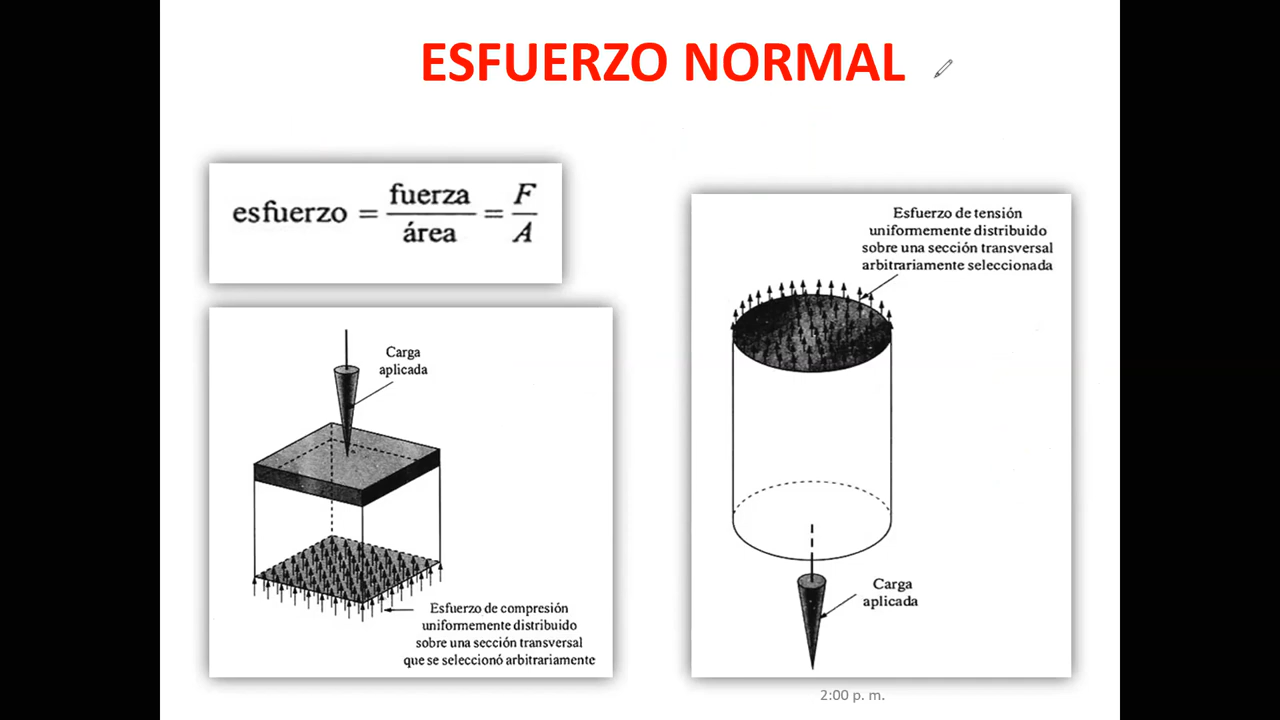 ESFUERZO NORMAL
esfuerzo = fuerza / área = F / A
Carga
aplicada
Esfuerzo de compresión
uniformemente distribuido
sobre una sección transversal
que se seleccionó arbitrariamente
Esfuerzo de tensión
uniformemente distribuido
sobre una sección transversal
arbitrariamente seleccionada
Carga
aplicada
2:00 p. m.